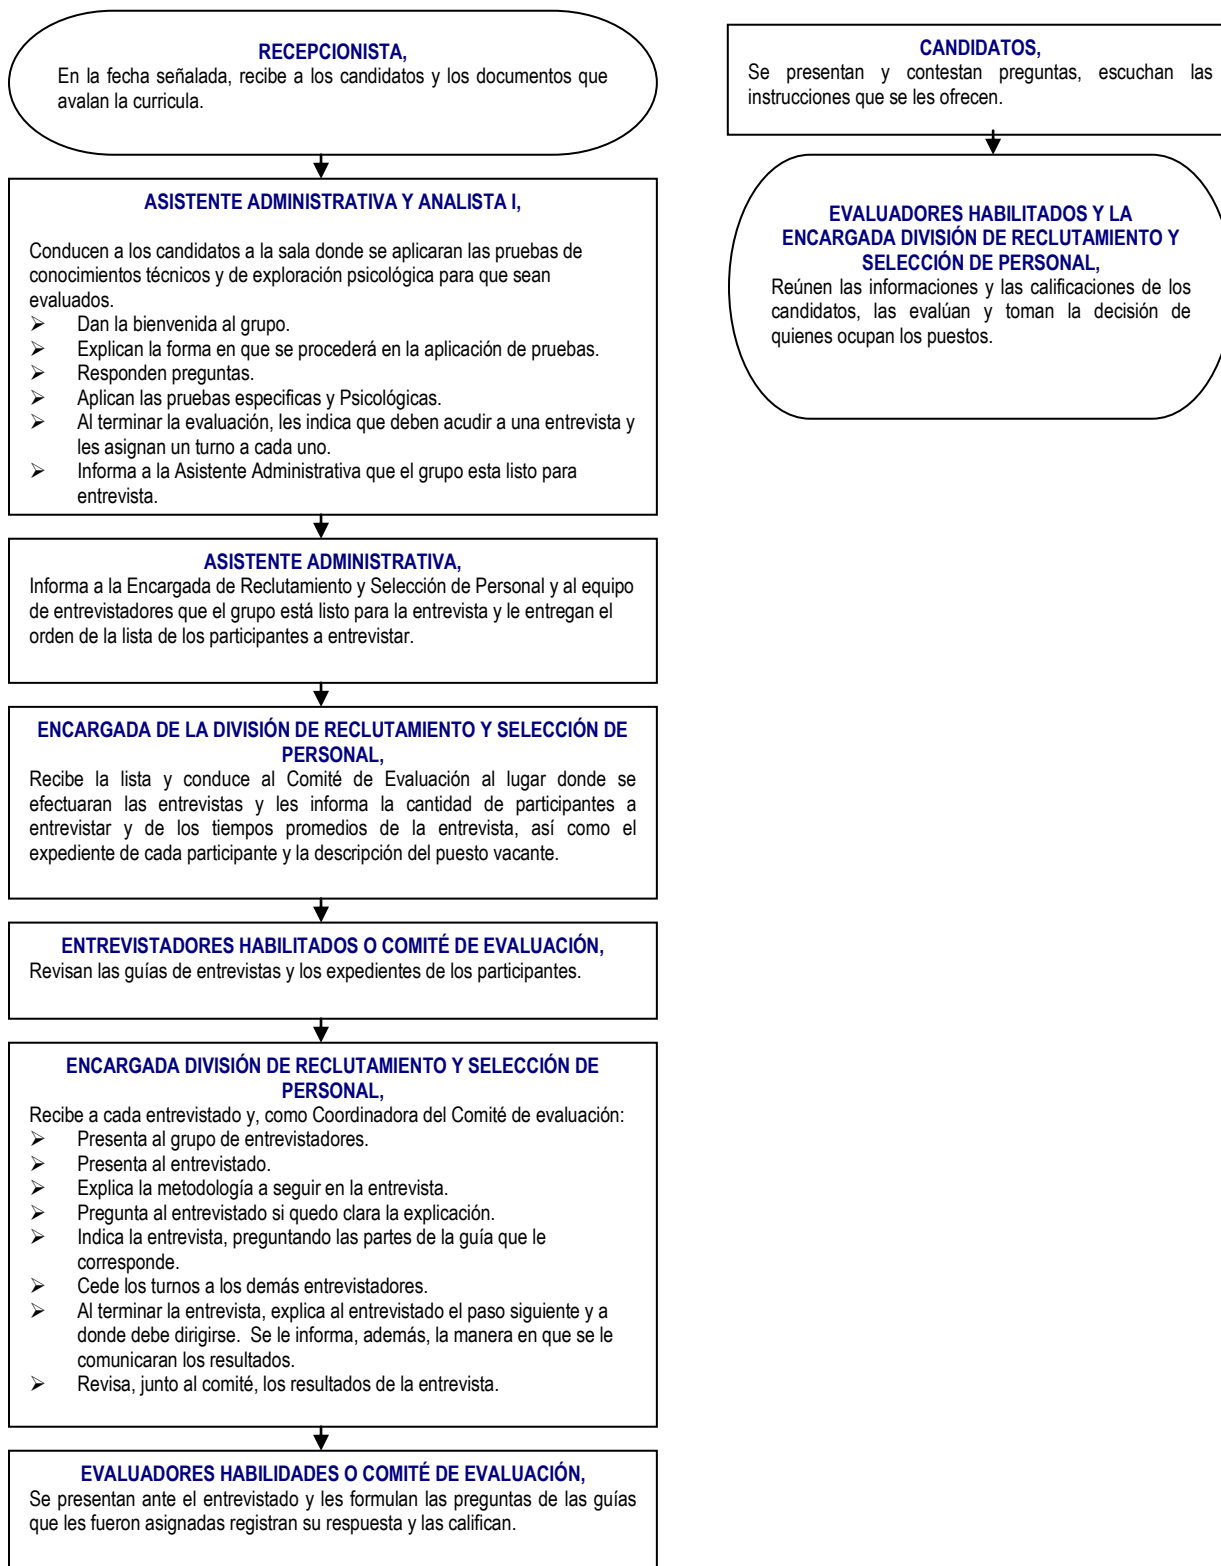 RECEPCIONISTA,
En la fecha señalada, recibe a los candidatos y los documentos que
avalan la curricula.
ASISTENTE ADMINISTRATIVA Y ANALISTA I,
Conducen a los candidatos a la sala donde se aplicaran las pruebas de
conocimientos técnicos y de exploración psicológica para que sean
evaluados.
➢ Dan la bienvenida al grupo.
➢ Explican la forma en que se procederá en la aplicación de pruebas.
➢ Responden preguntas.
➢ Aplican las pruebas especificas y Psicológicas.
➢ Al terminar la evaluación, les indica que deben acudir a una entrevista y
les asignan un turno a cada uno.
➢ Informa a la Asistente Administrativa que el grupo esta listo para
entrevista.
ASISTENTE ADMINISTRATIVA,
Informa a la Encargada de Reclutamiento y Selección de Personal y al equipo
de entrevistadores que el grupo está listo para la entrevista y le entregan el
orden de la lista de los participantes a entrevistar.
ENCARGADA DE LA DIVISIÓN DE RECLUTAMIENTO Y SELECCIÓN DE
PERSONAL,
Recibe la lista y conduce al Comité de Evaluación al lugar donde se
efectuaran las entrevistas y les informa la cantidad de participantes a
entrevistar y de los tiempos promedios de la entrevista, así como el
expediente de cada participante y la descripción del puesto vacante.
ENTREVISTADORES HABILITADOS O COMITÉ DE EVALUACIÓN,
Revisan las guías de entrevistas y los expedientes de los participantes.
ENCARGADA DIVISIÓN DE RECLUTAMIENTO Y SELECCIÓN DE
PERSONAL,
Recibe a cada entrevistado y, como Coordinadora del Comité de evaluación:
➢ Presenta al grupo de entrevistadores.
➢ Presenta al entrevistado.
➢ Explica la metodología a seguir en la entrevista.
➢ Pregunta al entrevistado si quedo clara la explicación.
➢ Indica la entrevista, preguntando las partes de la guía que le
corresponde.
➢ Cede los turnos a los demás entrevistadores.
➢ Al terminar la entrevista, explica al entrevistado el paso siguiente y a
donde debe dirigirse. Se le informa, además, la manera en que se le
comunicaran los resultados.
➢ Revisa, junto al comité, los resultados de la entrevista.
EVALUADORES HABILIDADES O COMITÉ DE EVALUACIÓN,
Se presentan ante el entrevistado y les formulan las preguntas de las guías
que les fueron asignadas registran su respuesta y las califican.
CANDIDATOS,
Se presentan y contestan preguntas, escuchan las
instrucciones que se les ofrecen.
EVALUADORES HABILITADOS Y LA
ENCARGADA DIVISIÓN DE RECLUTAMIENTO Y
SELECCIÓN DE PERSONAL,
Reúnen las informaciones y las calificaciones de los
candidatos, las evalúan y toman la decisión de
quienes ocupan los puestos.